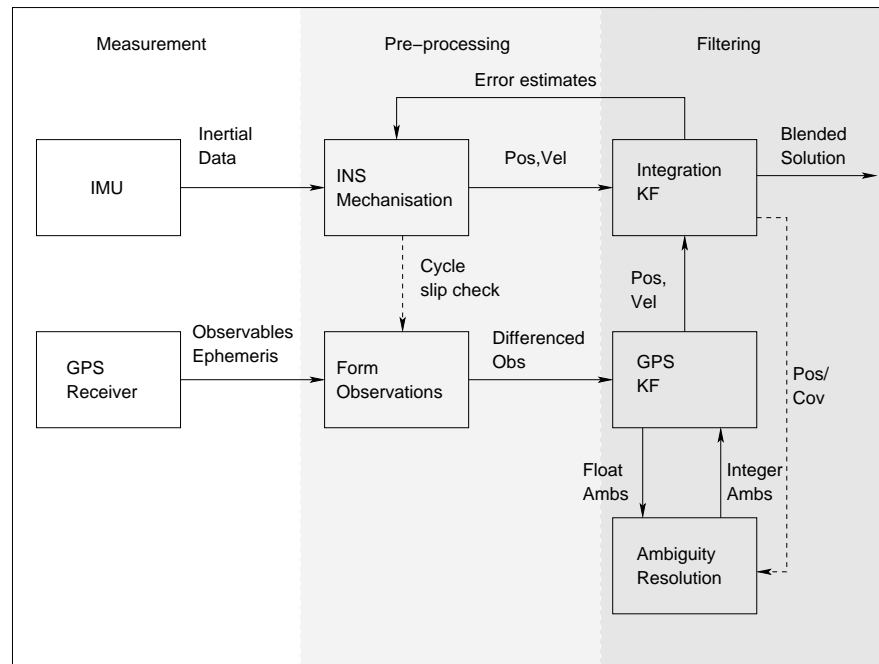 Measurement
Pre−processing
Filtering
Error estimates
Inertial
Data
Blended
Solution
IMU
INS
Mechanisation
Pos,Vel
Integration
KF
Cycle
slip check
Pos,
Vel
Observables
Ephemeris
Differenced
Obs
GPS
Receiver
Form
Observations
GPS
KF
Pos/
Cov
Float
Ambs
Integer
Ambs
Ambiguity
Resolution